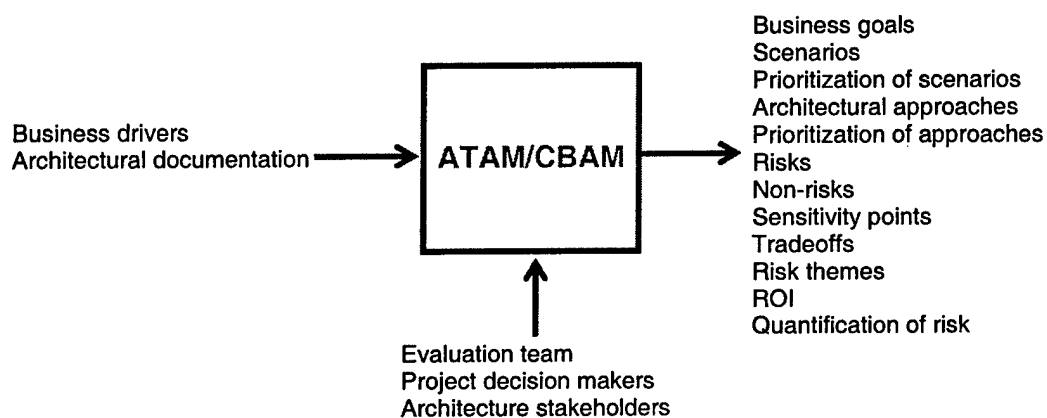 Business drivers
Architectural documentation
ATAM/CBAM
Business goals
Scenarios
Prioritization of scenarios
Architectural approaches
Prioritization of approaches
Risks
Non-risks
Sensitivity points
Tradeoffs
Risk themes
ROI
Quantification of risk
Evaluation team
Project decision makers
Architecture stakeholders